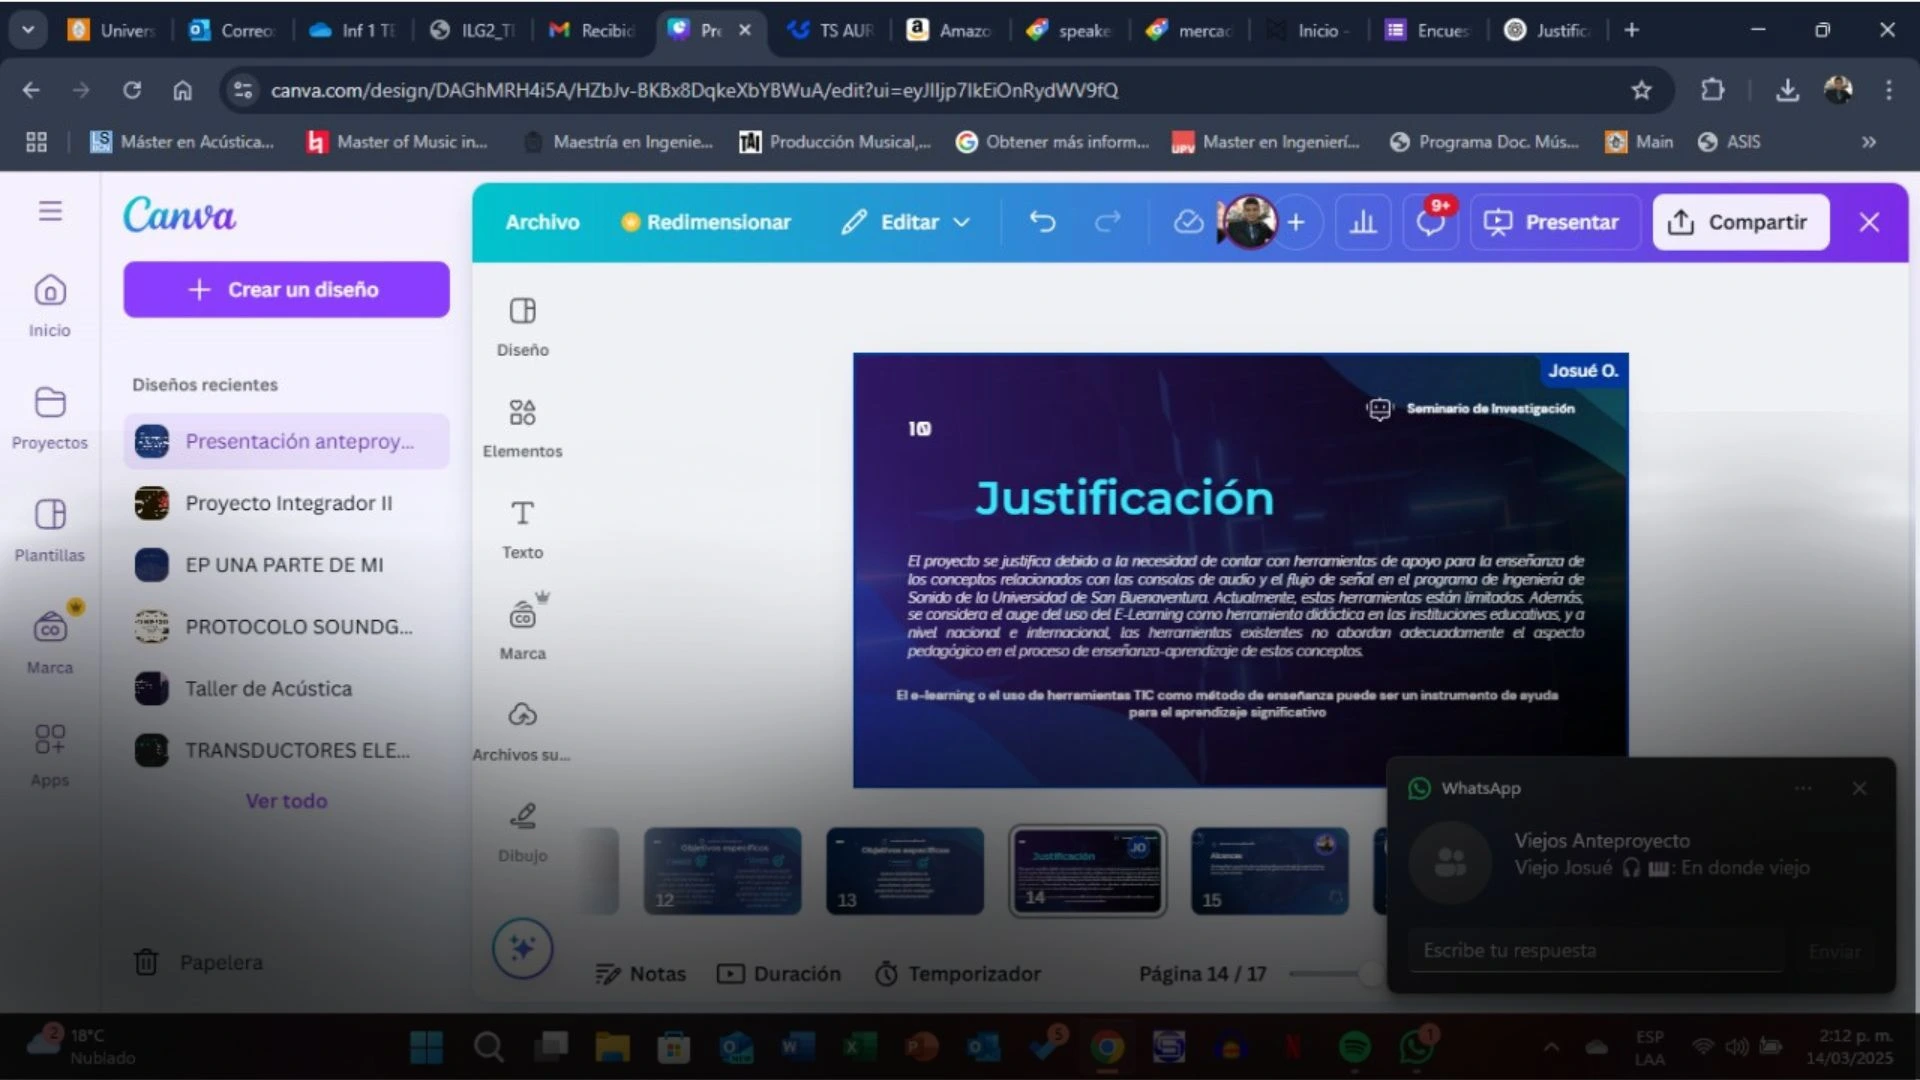 Univers
Correo
Inf 1 TE
ILG2_TI
Recibid
Pre
TS AUR
Amazo
speake
mercac
Inicio -
Encues
Justific
canva.com/design/DAGhMRH4i5A/HZbJv-BKBx8DqkeXbYBWuA/edit?ui=eyJIIjp7IkEiOnRydWV9fQ
Máster en Acústica...
Master of Music in...
Maestría en Ingenie...
Producción Musical,...
Obtener más inform...
Master en Ingenierí...
Programa Doc. Mús...
Main
ASIS
Canva
Archivo
Redimensionar
Editar
9+
Presentar
Compartir
Crear un diseño
Inicio
Proyectos
Plantillas
Marca
Apps
Diseños recientes
Presentación anteproy...
Proyecto Integrador II
EP UNA PARTE DE MI
PROTOCOLO SOUNDG...
Taller de Acústica
TRANSDUCTORES ELE...
Ver todo
Papelera
Diseño
Elementos
Texto
Marca
Archivos su...
Dibujo
Josué O.
Seminario de Investigación
10
Justificación
El proyecto se justifica debido a la necesidad de contar con herramientas de apoyo para la enseñanza de
los conceptos relacionados con las consolas de audio y el flujo de señal en el programa de Ingeniería de
Sonido de la Universidad de San Buenaventura. Actualmente, estas herramientas están limitadas. Además,
se considera el auge del uso del E-Learning como herramienta didáctica en las instituciones educativas, y a
nivel nacional e internacional, las herramientas existentes no abordan adecuadamente el aspecto
pedagógico en el proceso de enseñanza-aprendizaje de estos conceptos.
El e-learning o el uso de herramientas TIC como método de enseñanza puede ser un instrumento de ayuda
para el aprendizaje significativo
Objetivos específicos
12
Objetivos específicos
13
Justificación
JO
14
Alcances
15
Notas
Duración
Temporizador
Página 14 / 17
WhatsApp
Viejos Anteproyecto
Viejo Josué 🎧 🎹: En donde viejo
Escribe tu respuesta
Enviar
2
18°C
Nublado
5
1
ESP
LAA
2:12 p. m.
14/03/2025